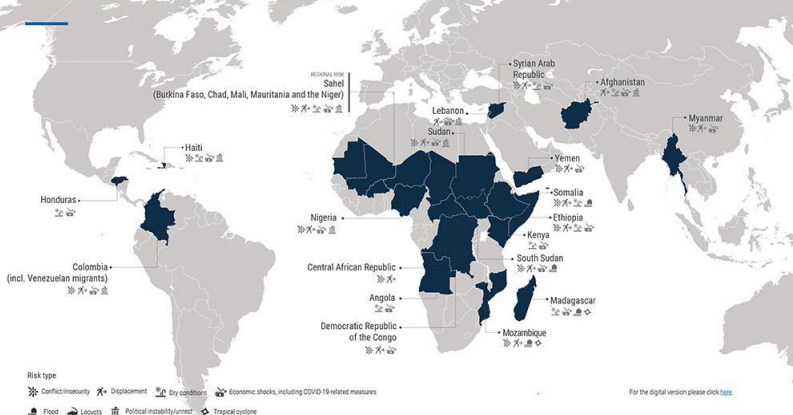 REGIONAL RISK
Sahel
(Burkina Faso, Chad, Mali, Mauritania and the Niger)
Syrian Arab
Republic
Afghanistan
Lebanon
Sudan
Myanmar
Haiti
Yemen
Honduras
Somalia
Nigeria
Ethiopia
Kenya
South Sudan
Colombia
(incl. Venezuelan migrants)
Central African Republic
Angola
Madagascar
Democratic Republic
of the Congo
Mozambique
Risk type
Conflict/insecurity
Displacement
Dry conditions
Economic shocks, including COVID-19-related measures
For the digital version please click here.
Flood
Locusts
Political instability/unrest
Tropical cyclone